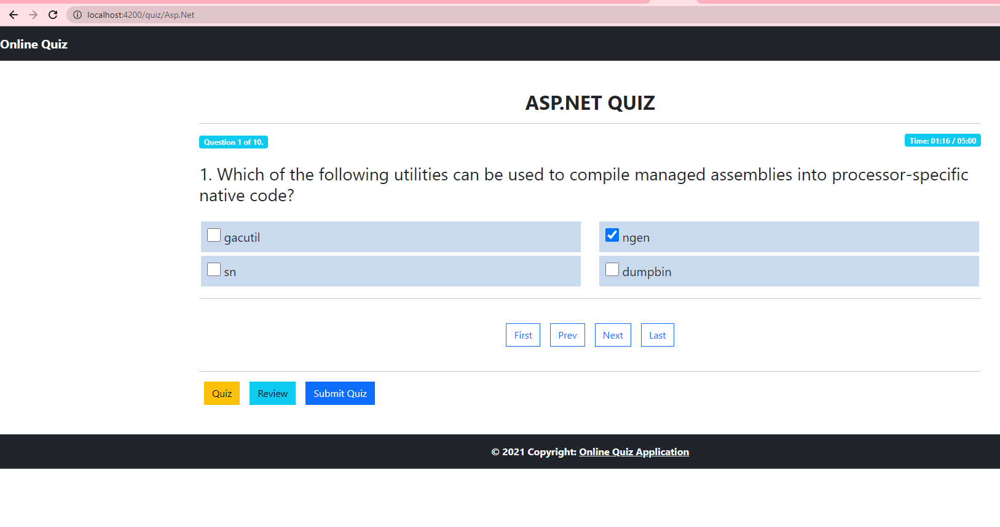 localhost:4200/quiz/Asp.Net
Online Quiz
ASP.NET QUIZ
Question 1 of 10.
Time: 01:16 / 05:00
1. Which of the following utilities can be used to compile managed assemblies into processor-specific
native code?
gacutil
ngen
sn
dumpbin
First
Prev
Next
Last
Quiz
Review
Submit Quiz
© 2021 Copyright: Online Quiz Application